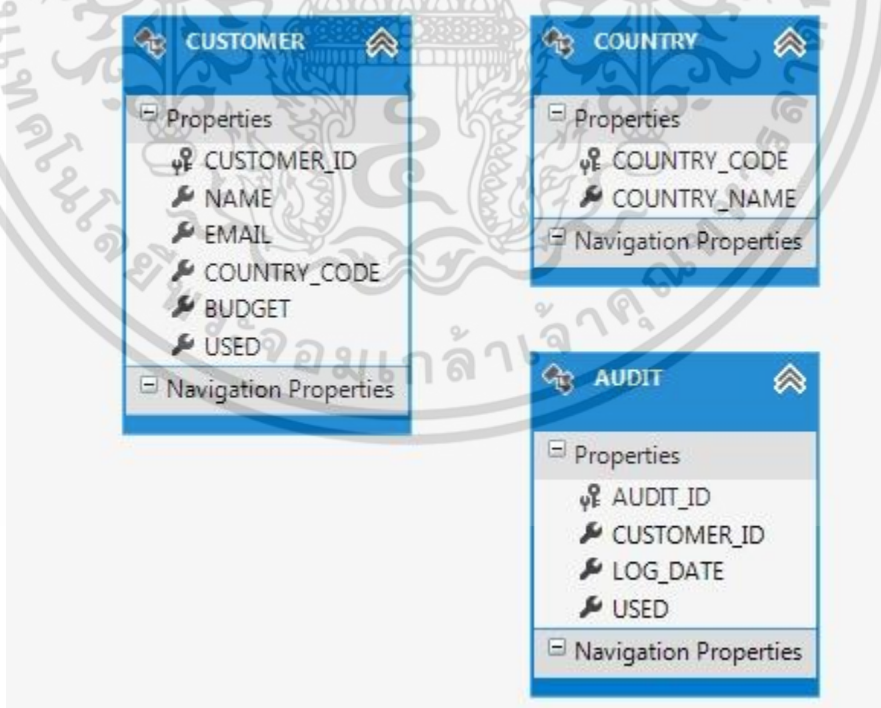 CUSTOMER
Properties
CUSTOMER_ID
NAME
EMAIL
COUNTRY_CODE
BUDGET
USED
Navigation Properties
COUNTRY
Properties
COUNTRY_CODE
COUNTRY_NAME
Navigation Properties
AUDIT
Properties
AUDIT_ID
CUSTOMER_ID
LOG_DATE
USED
Navigation Properties